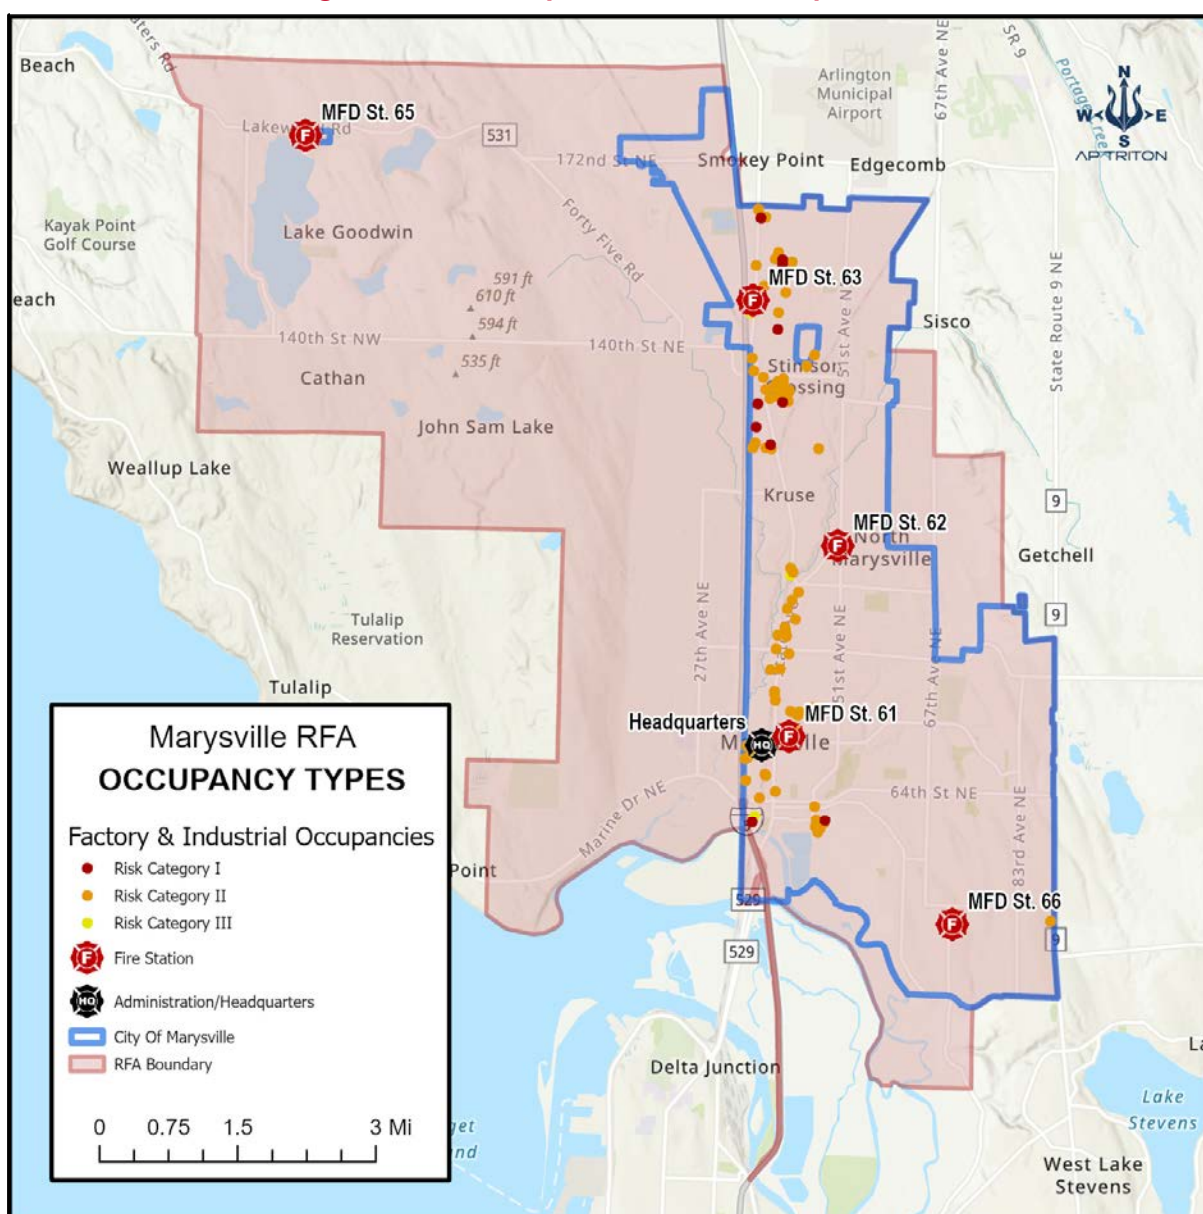 Beach
Arlington
Municipal
Airport
67th Ave NE
SR 9
N
W E
S
AP TRITON
MFD St. 65
531
172nd St NE
Smokey Point
Edgecomb
Kayak Point
Golf Course
Lake Goodwin
Forty Five Rd
591 ft
610 ft
594 ft
535 ft
MFD St. 63
51st Ave N
State Route 9 NE
Sisco
each
140th St NW
140th St NE
Cathan
John Sam Lake
Weallup Lake
Kruse
9
MFD St. 62
North
Marysville
Getchell
9
Tulalip
Reservation
27th Ave NE
51st Ave NE
67th Ave NE
Tulalip
Headquarters
MFD St. 61
HQ
Marine Dr NE
64th St NE
83rd Ave NE
Point
529
MFD St. 66
9
529
Delta Junction
Lake
Stevens
West Lake
Stevens
Marysville RFA
OCCUPANCY TYPES
Factory & Industrial Occupancies
Risk Category I
Risk Category II
Risk Category III
F Fire Station
HQ Administration/Headquarters
City Of Marysville
RFA Boundary
0 0.75 1.5 3 Mi